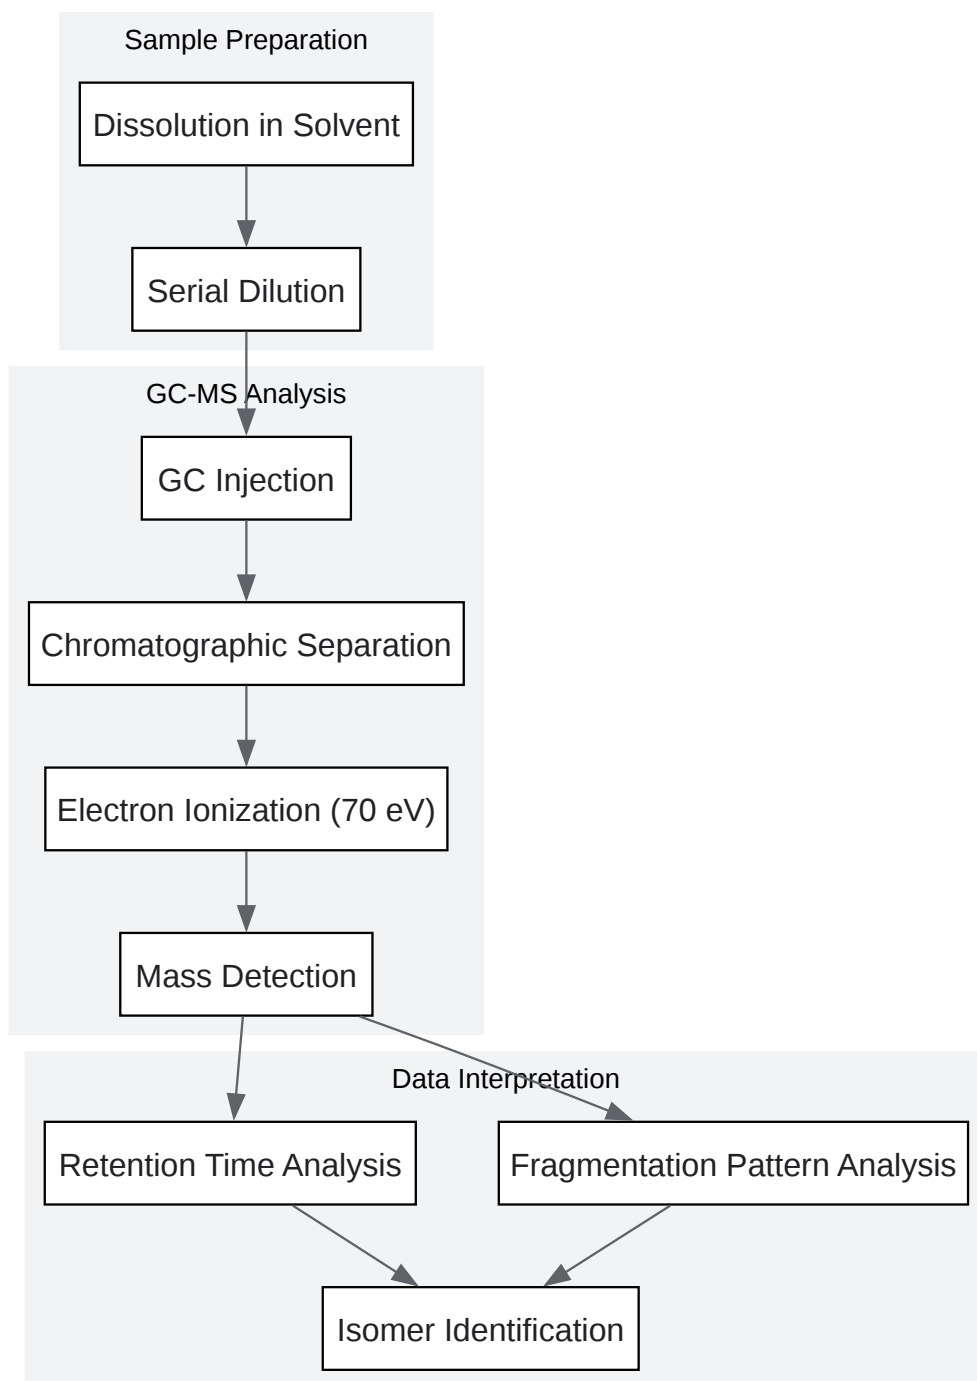 Sample Preparation
Dissolution in Solvent
Serial Dilution
GC-MS Analysis
GC Injection
Chromatographic Separation
Electron Ionization (70 eV)
Mass Detection
Data Interpretation
Retention Time Analysis
Fragmentation Pattern Analysis
Isomer Identification